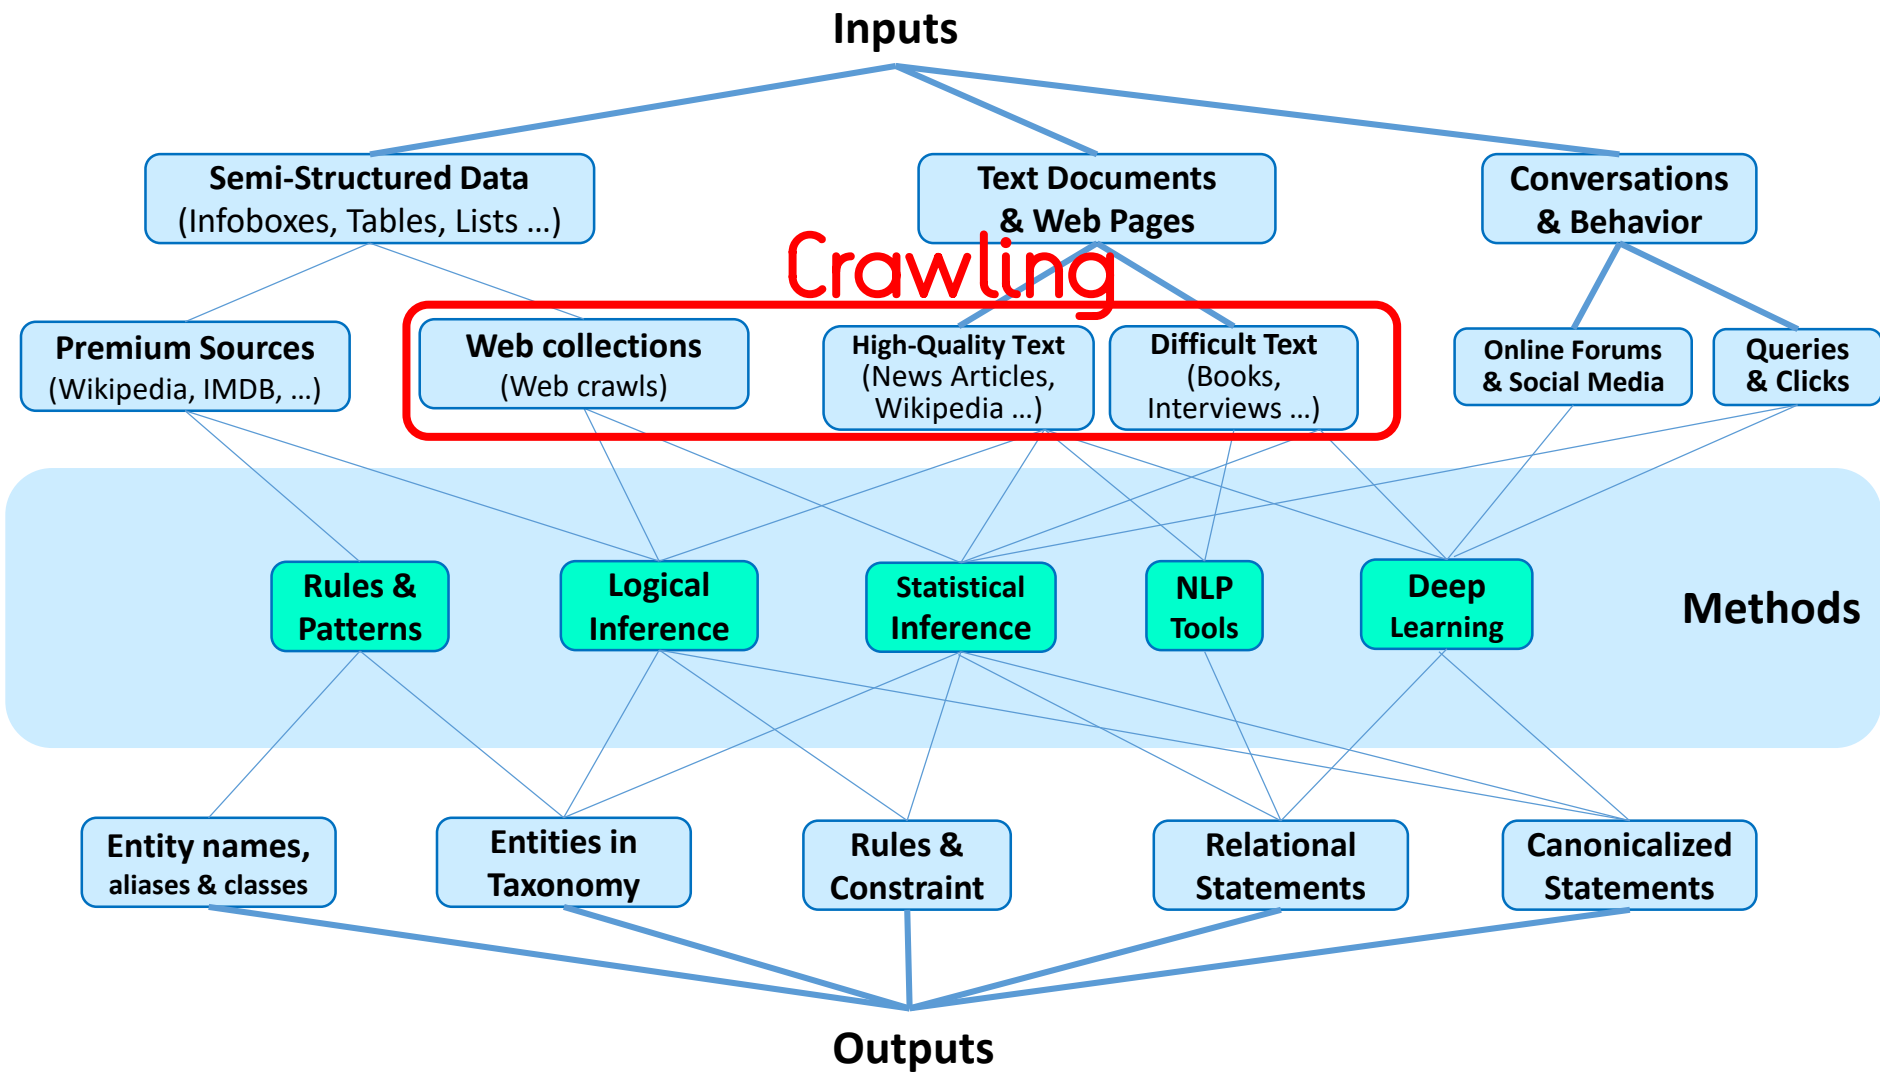 Inputs
Semi-Structured Data
(Infoboxes, Tables, Lists ...)
Text Documents
& Web Pages
Conversations
& Behavior
Crawling
Premium Sources
(Wikipedia, IMDB, ...)
Web collections
(Web crawls)
High-Quality Text
(News Articles,
Wikipedia ...)
Difficult Text
(Books,
Interviews ...)
Online Forums
& Social Media
Queries
& Clicks
Rules &
Patterns
Logical
Inference
Statistical
Inference
NLP
Tools
Deep
Learning
Methods
Entity names,
aliases & classes
Entities in
Taxonomy
Rules &
Constraint
Relational
Statements
Canonicalized
Statements
Outputs